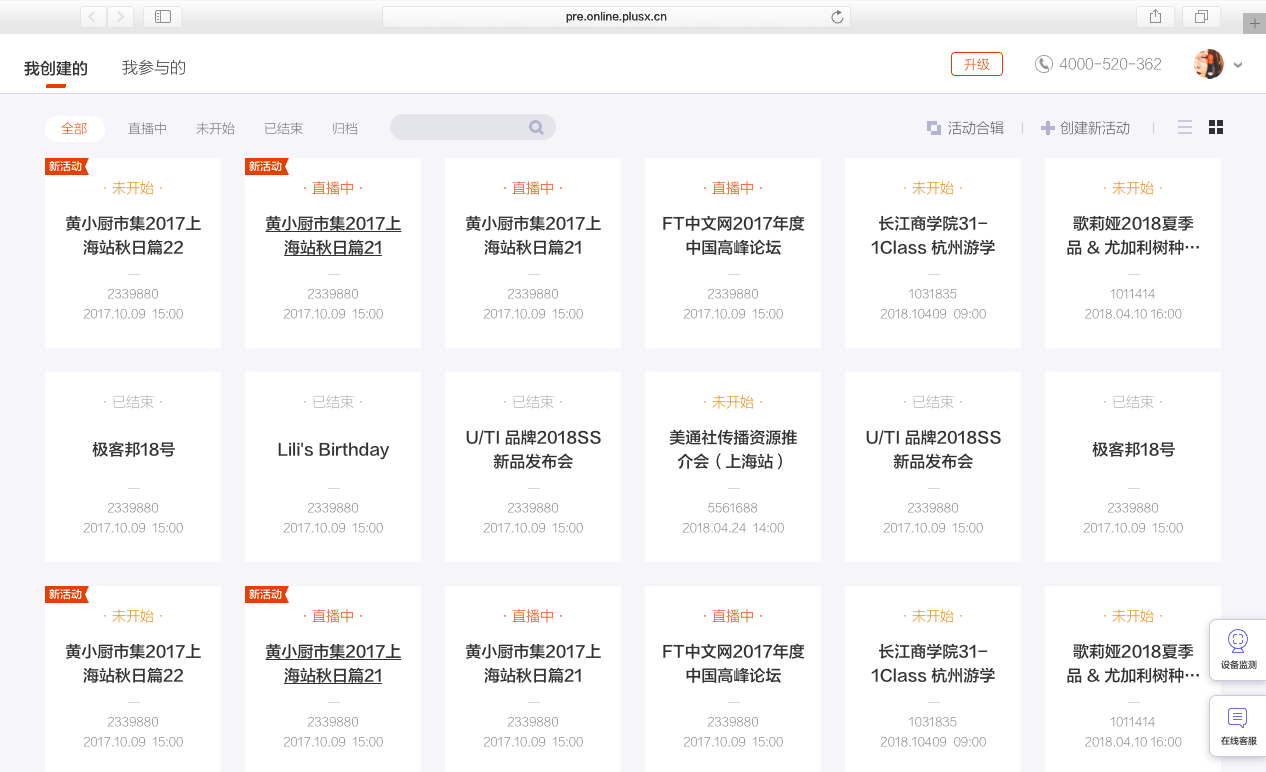 pre.online.plusx.cn
我创建的 我参与的 升级 4000-520-362
全部 直播中 未开始 已结束 归档 活动合辑 创建新活动
新活动
· 未开始 ·
黄小厨市集2017上
海站秋日篇22
2339880
2017.10.09 15:00
新活动
· 直播中 ·
黄小厨市集2017上
海站秋日篇21
2339880
2017.10.09 15:00
· 直播中 ·
黄小厨市集2017上
海站秋日篇21
2339880
2017.10.09 15:00
· 直播中 ·
FT中文网2017年度
中国高峰论坛
2339880
2017.10.09 15:00
· 未开始 ·
长江商学院31-
1Class 杭州游学
1031835
2018.10409 09:00
· 未开始 ·
歌莉娅2018夏季
品 & 尤加利树种…
1011414
2018.04.10 16:00
· 已结束 ·
极客邦18号
2339880
2017.10.09 15:00
· 已结束 ·
Lili's Birthday
2339880
2017.10.09 15:00
· 已结束 ·
U/TI 品牌2018SS
新品发布会
2339880
2017.10.09 15:00
· 未开始 ·
美通社传播资源推
介会（上海站）
5561688
2018.04.24 14:00
· 已结束 ·
U/TI 品牌2018SS
新品发布会
2339880
2017.10.09 15:00
· 已结束 ·
极客邦18号
2339880
2017.10.09 15:00
新活动
· 未开始 ·
黄小厨市集2017上
海站秋日篇22
2339880
2017.10.09 15:00
新活动
· 直播中 ·
黄小厨市集2017上
海站秋日篇21
2339880
2017.10.09 15:00
· 直播中 ·
黄小厨市集2017上
海站秋日篇21
2339880
2017.10.09 15:00
· 直播中 ·
FT中文网2017年度
中国高峰论坛
2339880
2017.10.09 15:00
· 未开始 ·
长江商学院31-
1Class 杭州游学
1031835
2018.10409 09:00
· 未开始 ·
歌莉娅2018夏季
品 & 尤加利树种…
1011414
2018.04.10 16:00
设备监测
在线客服